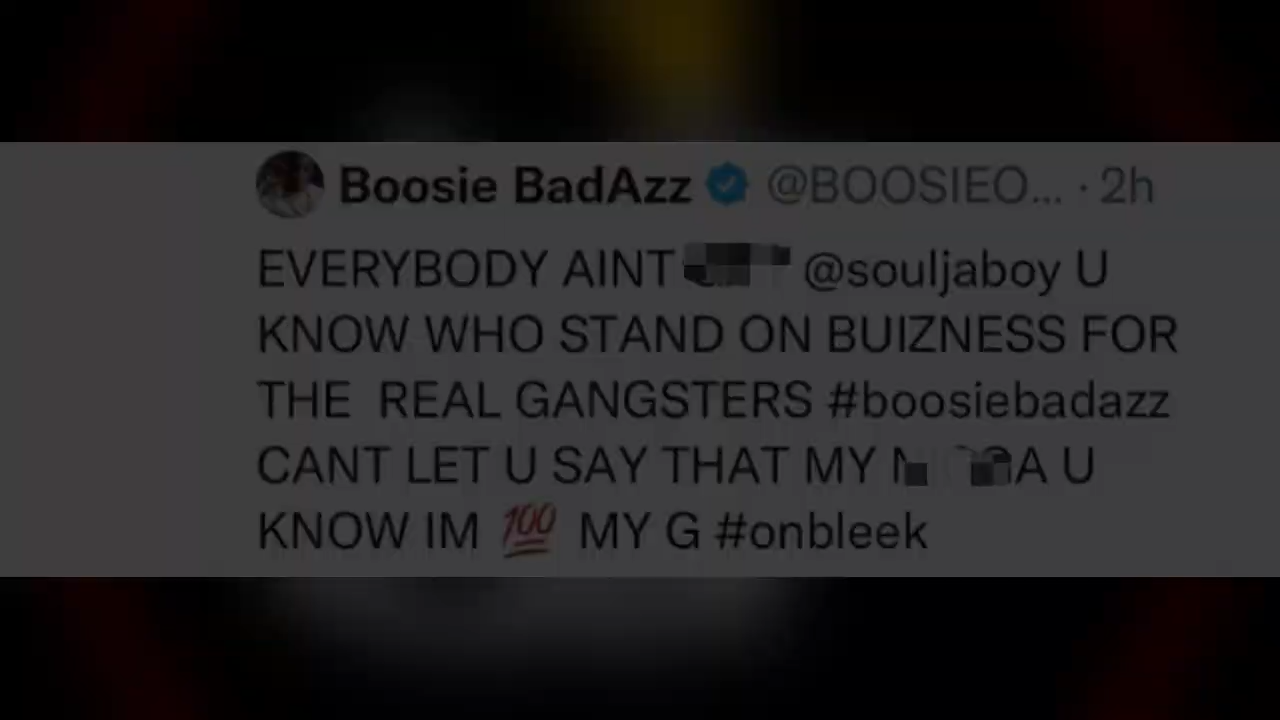 Boosie BadAzz @BOOSIEO... · 2h
EVERYBODY AINT @souljaboy U
KNOW WHO STAND ON BUIZNESS FOR
THE REAL GANGSTERS #boosiebadazz
CANT LET U SAY THAT MY U
KNOW IM 💯 MY G #onbleek